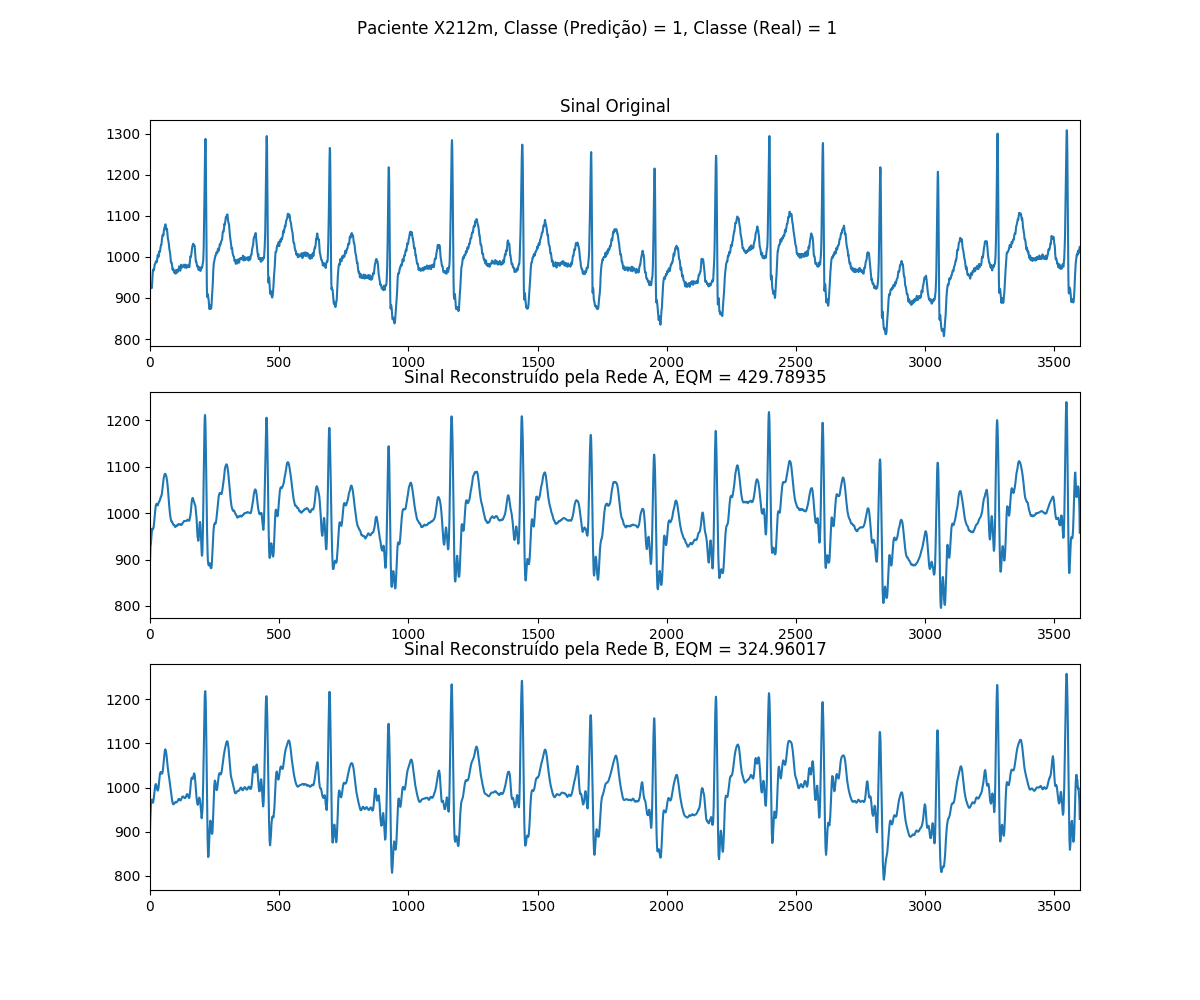 Paciente X212m, Classe (Predição) = 1, Classe (Real) = 1
Sinal Original
1300
1200
1100
1000
900
800
0 500 1000 1500 2000 2500 3000 3500
Sinal Reconstruído pela Rede A, EQM = 429.78935
1200
1100
1000
900
800
0 500 1000 1500 2000 2500 3000 3500
Sinal Reconstruído pela Rede B, EQM = 324.96017
1200
1100
1000
900
800
0 500 1000 1500 2000 2500 3000 3500